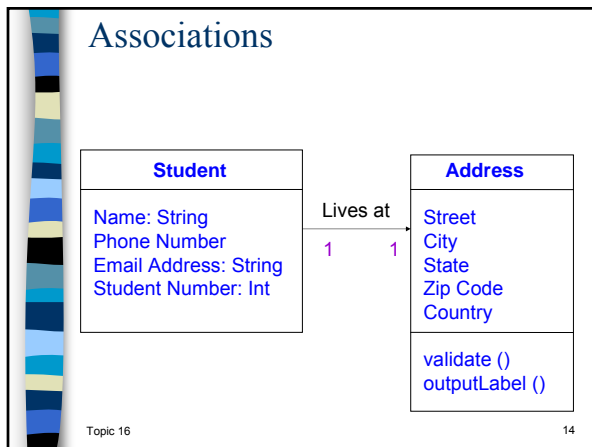 Associations
Student
Name: String
Phone Number
Email Address: String
Student Number: Int
Lives at
1 1
Address
Street
City
State
Zip Code
Country
validate ()
outputLabel ()
Topic 16
14